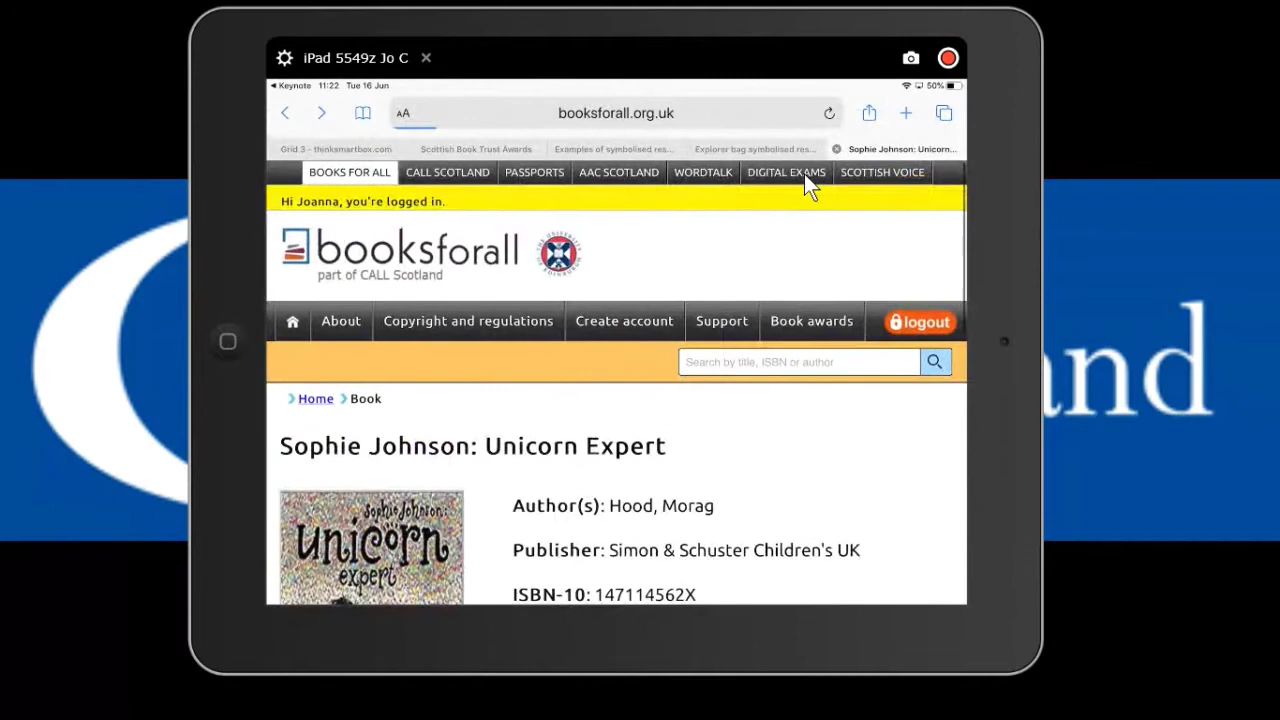 iPad 5549z Jo C
Keynote 11:22 Tue 16 Jun 50%
AA booksforall.org.uk
Grid 3 - thinksmartbox.com Scottish Book Trust Awards Examples of symbolised res... Explorer bag symbolised res... Sophie Johnson: Unicorn...
BOOKS FOR ALL CALL SCOTLAND PASSPORTS AAC SCOTLAND WORDTALK DIGITAL EXAMS SCOTTISH VOICE
Hi Joanna, you're logged in.
booksforall
part of CALL Scotland
About Copyright and regulations Create account Support Book awards logout
Search by title, ISBN or author
Home Book
Sophie Johnson: Unicorn Expert
Sophie Johnson:
unicorn
expert
Author(s): Hood, Morag
Publisher: Simon & Schuster Children's UK
ISBN-10: 147114562X
and